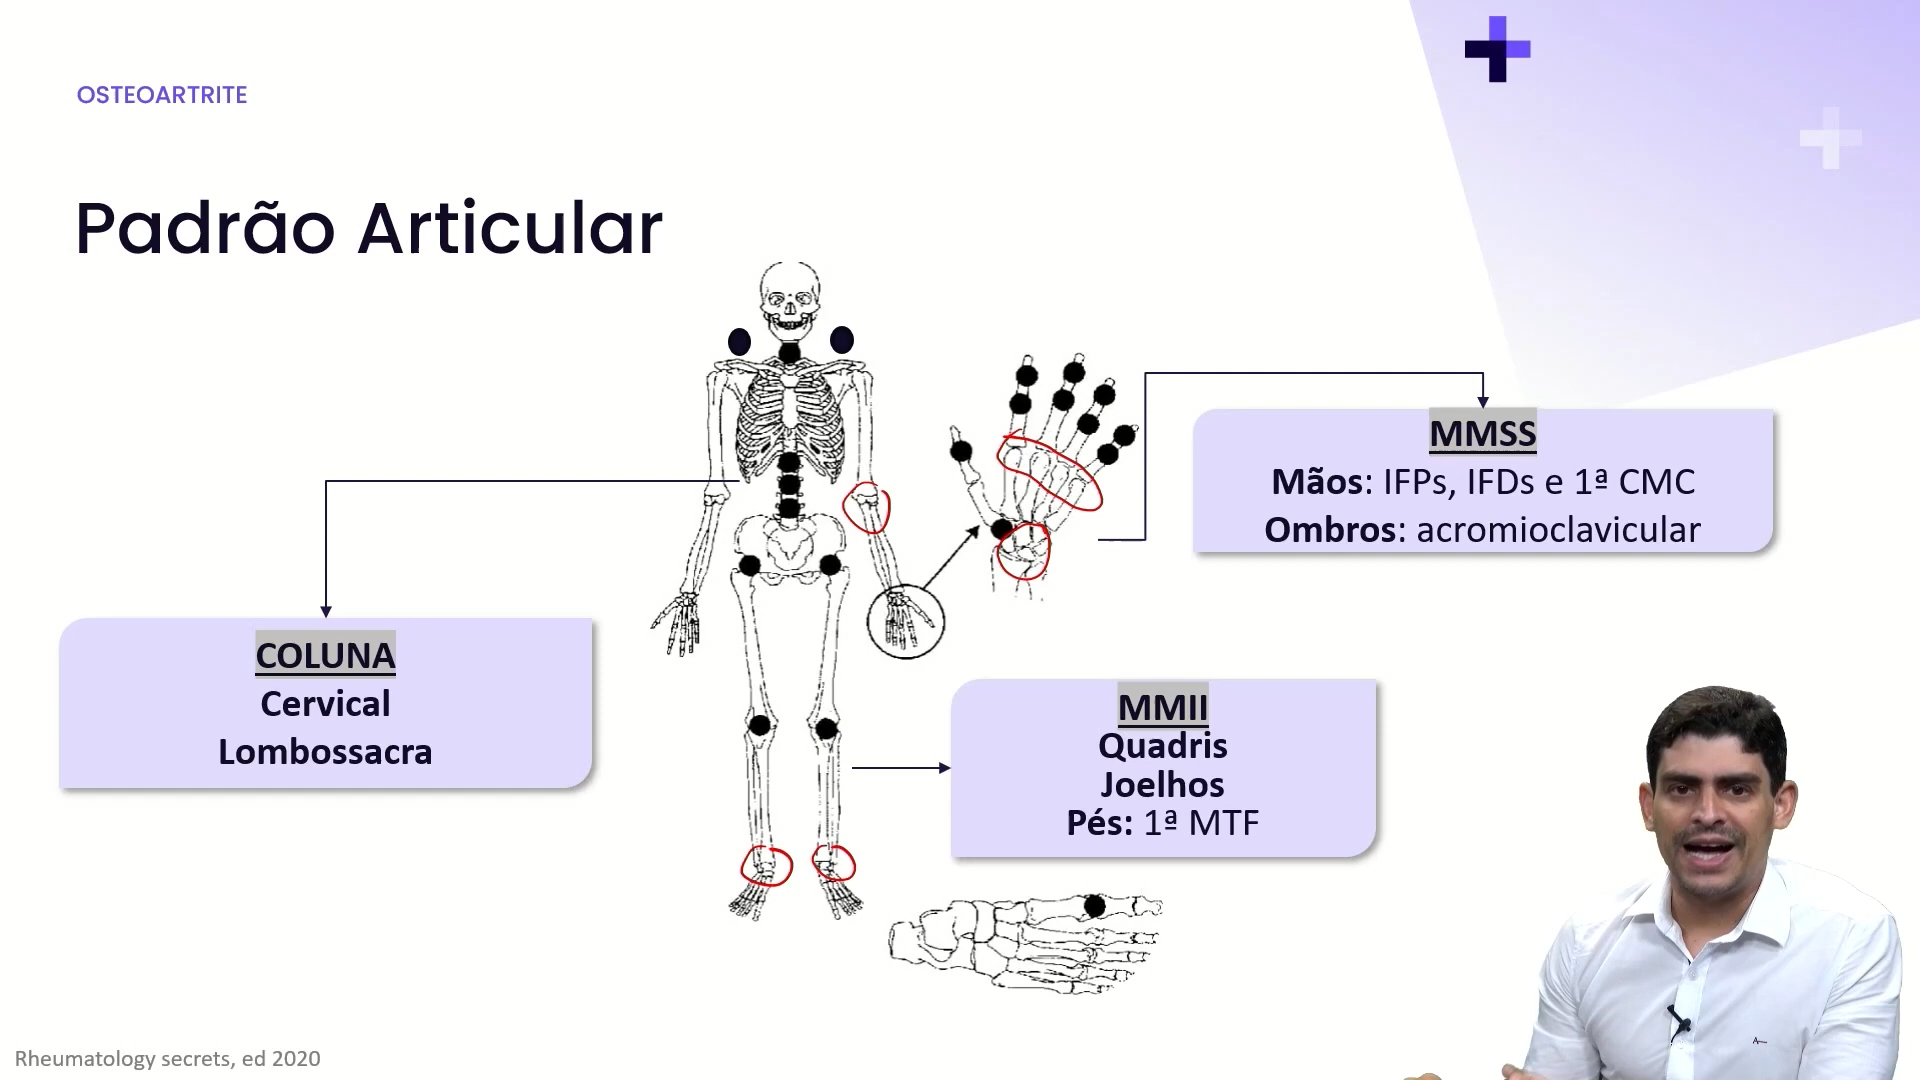 OSTEOARTRITE
Padrão Articular
MMSS
Mãos: IFPs, IFDs e 1ª CMC
Ombros: acromioclavicular
COLUNA
Cervical
Lombossacra
MMII
Quadris
Joelhos
Pés: 1ª MTF
Rheumatology secrets, ed 2020